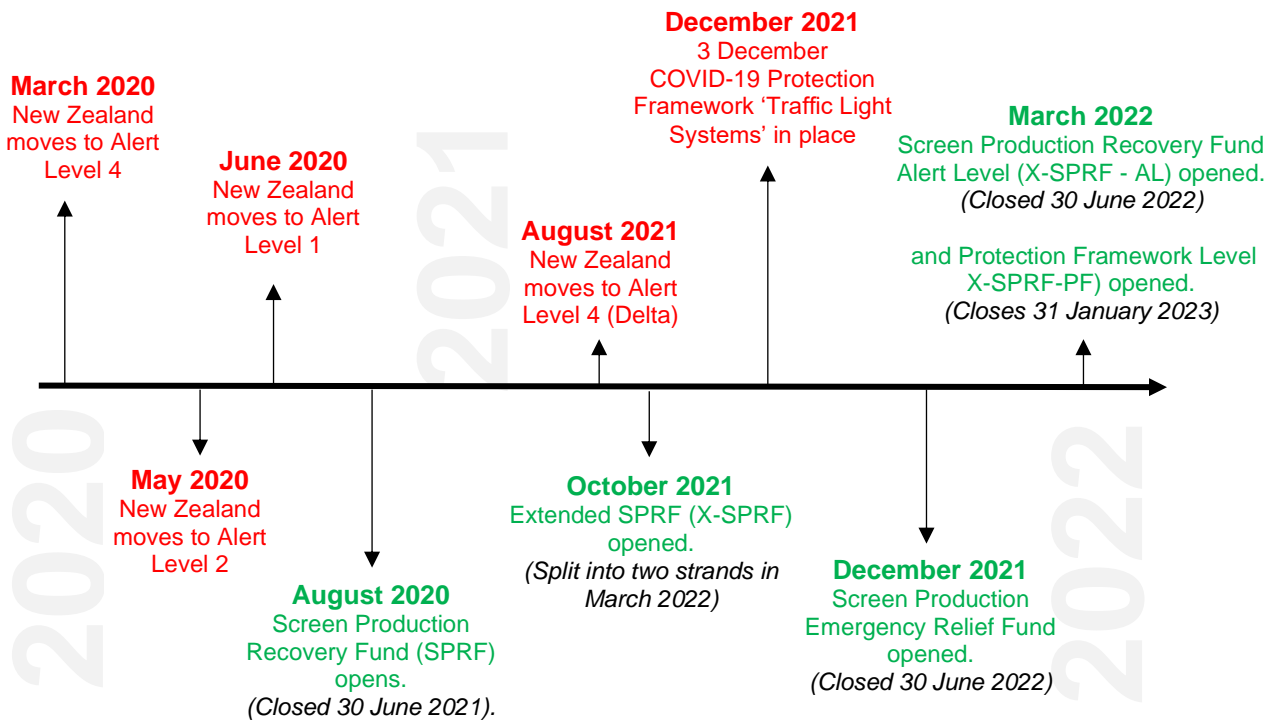 March 2020
New Zealand
moves to Alert
Level 4
June 2020
New Zealand
moves to Alert
Level 1
2021
August 2021
New Zealand
moves to Alert
Level 4 (Delta)
December 2021
3 December
COVID-19 Protection
Framework ‘Traffic Light
Systems’ in place
March 2022
Screen Production Recovery Fund
Alert Level (X-SPRF - AL) opened.
(Closed 30 June 2022)
and Protection Framework Level
X-SPRF-PF) opened.
(Closes 31 January 2023)
2020
May 2020
New Zealand
moves to Alert
Level 2
August 2020
Screen Production
Recovery Fund (SPRF)
opens.
(Closed 30 June 2021).
October 2021
Extended SPRF (X-SPRF)
opened.
(Split into two strands in
March 2022)
December 2021
Screen Production
Emergency Relief Fund
opened.
(Closed 30 June 2022)
2022